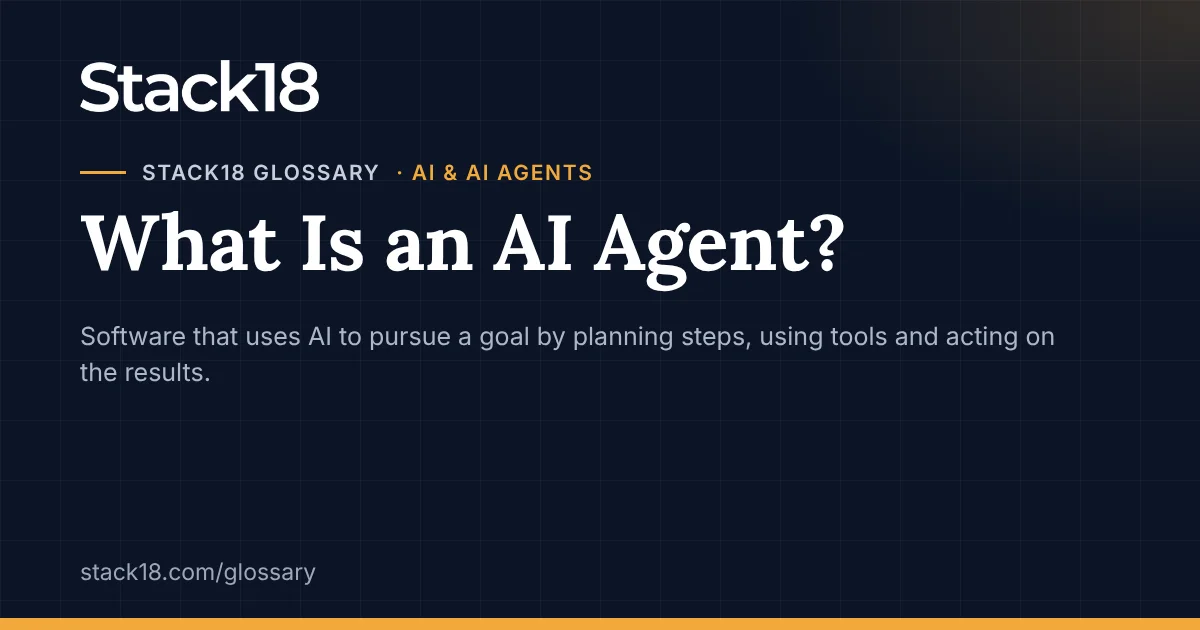 Stack18
STACK18 GLOSSARY · AI & AI AGENTS
What Is an AI Agent?
Software that uses AI to pursue a goal by planning steps, using tools and acting on
the results.
stack18.com/glossary